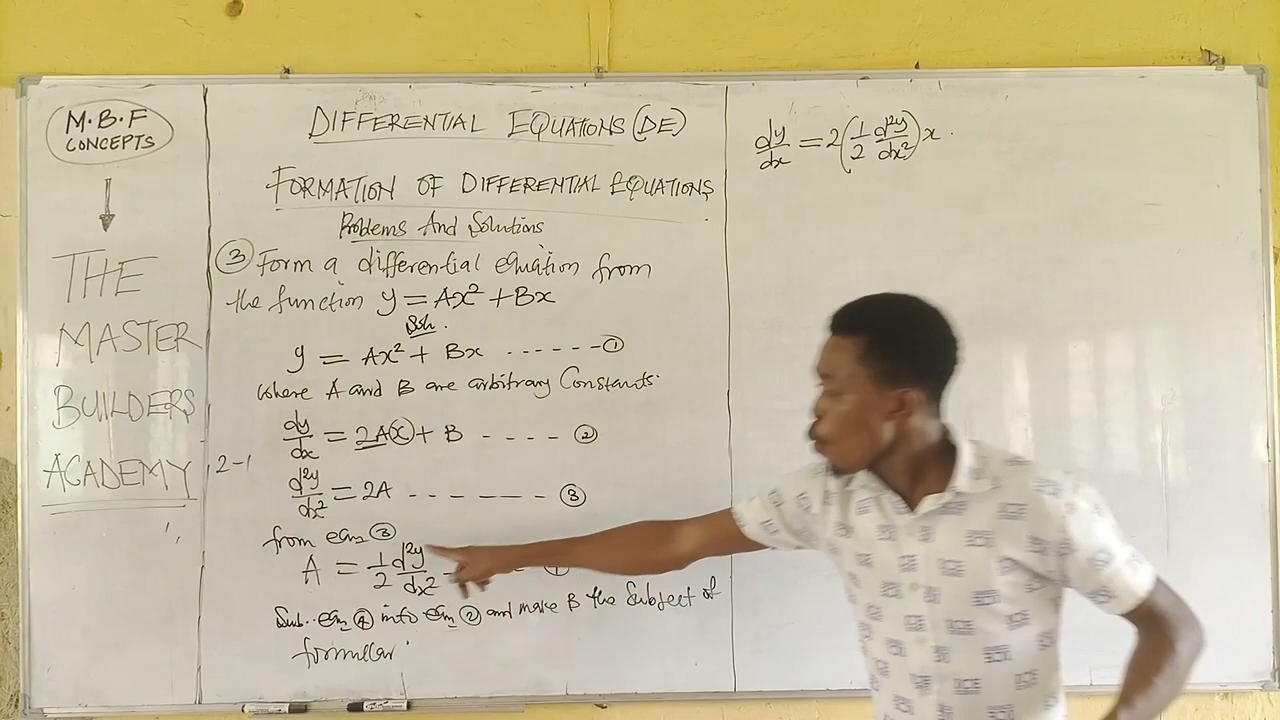 M.B.F
CONCEPTS
THE
MASTER
BUILDERS
ACADEMY
DIFFERENTIAL EQUATIONS (DE)
FORMATION OF DIFFERENTIAL EQUATIONS
Problems And Solutions
③ Form a differential equation from
the function y = Ax² + Bx
Soln.
y = Ax² + Bx ------ ①
where A and B are arbitrary Constants.
dy/dx = 2A(x) + B ---- ②
2-1
d²y/dx² = 2A ------ ③
from eqn ③
A = 1/2 d²y/dx²
Sub.. eqn ④ into eqn ② and make B the Subject of
formular.
dy/dx = 2(1/2 d²y/dx²)x